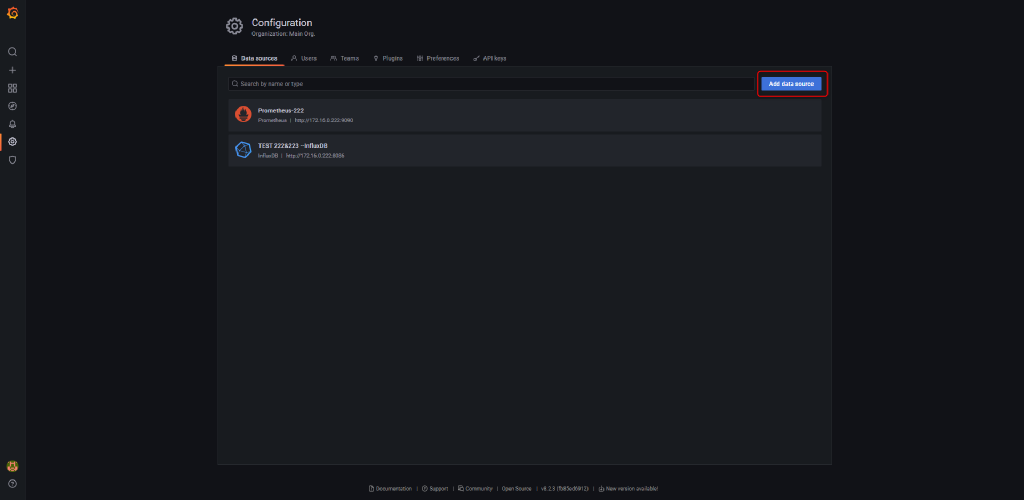 Configuration
Organization: Main Org.
Data sources Users Teams Plugins Preferences API keys
Search by name or type
Add data source
Prometheus-222
Prometheus | http://172.16.0.222:9090
TEST 222&223 --InfluxDB
InfluxDB | http://172.16.0.222:8086
Documentation | Support | Community | Open Source | v8.2.3 | New version available!